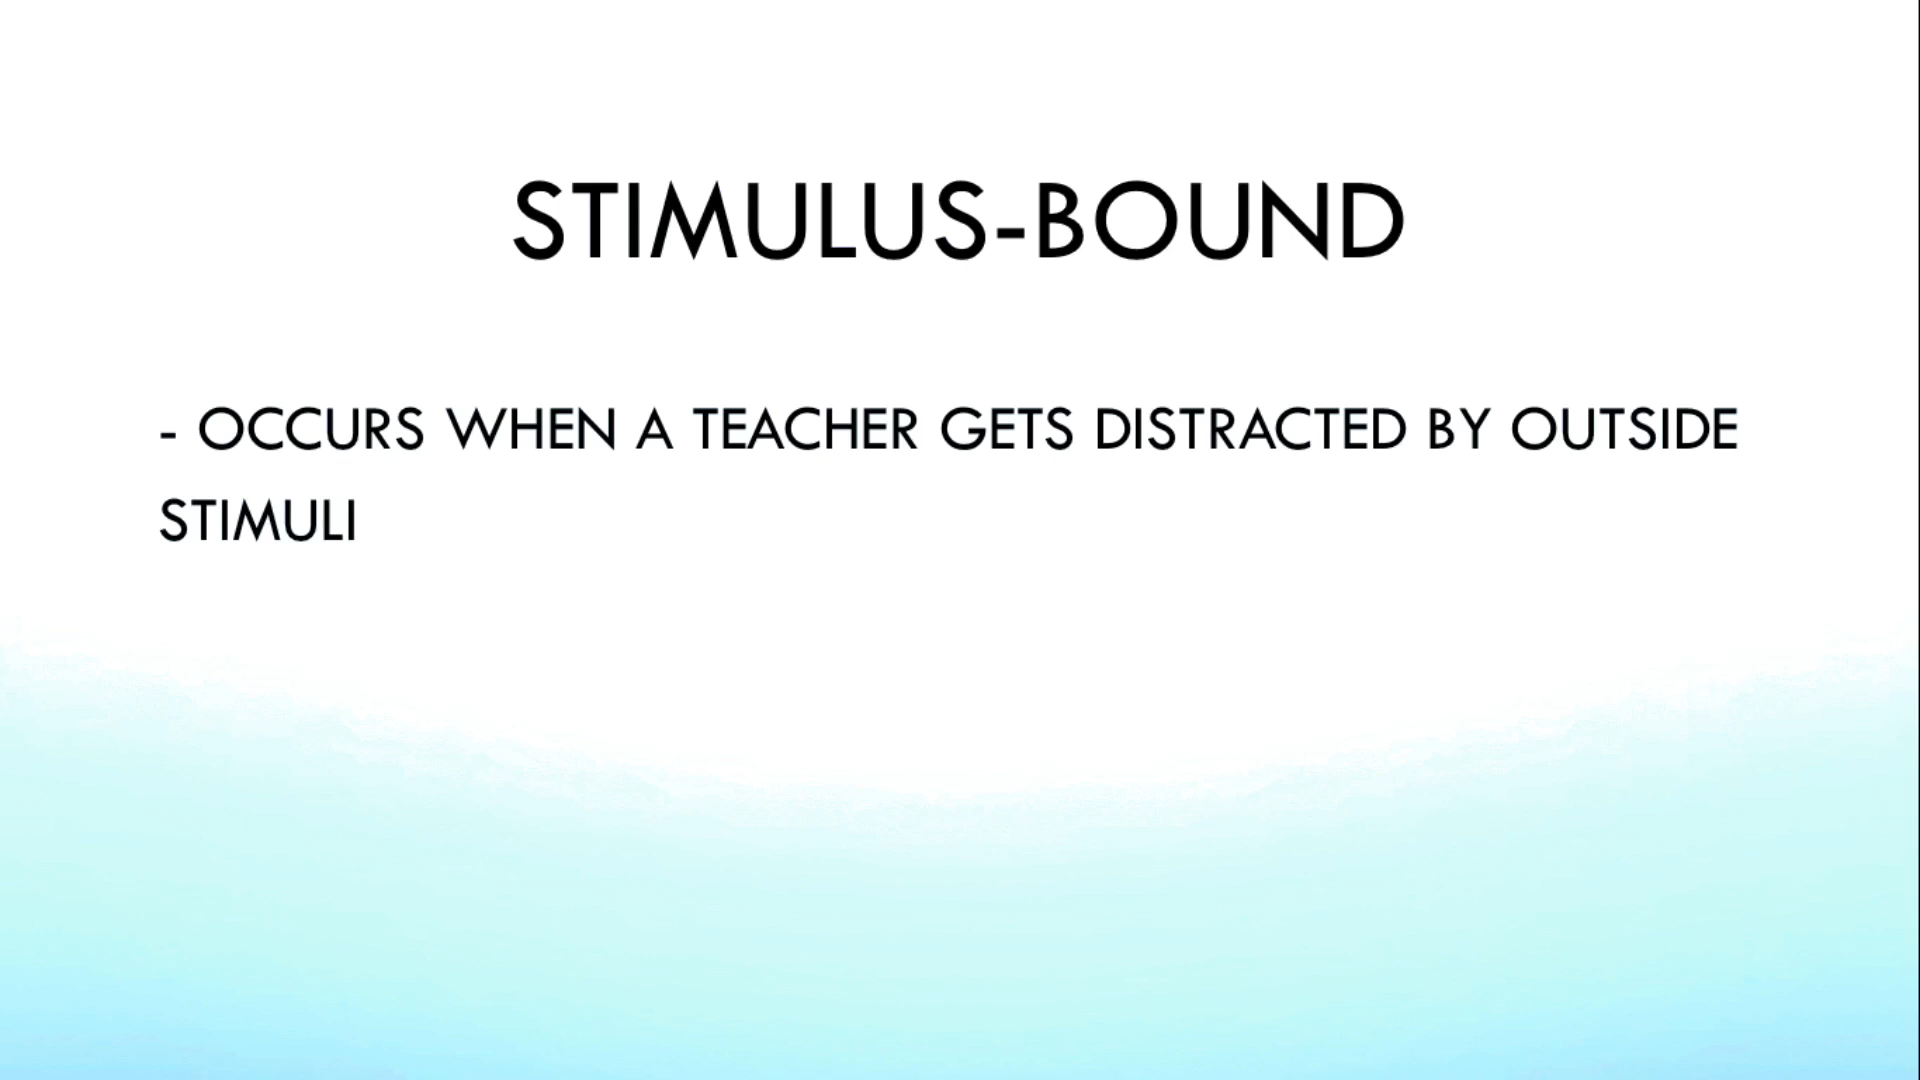 STIMULUS-BOUND
- OCCURS WHEN A TEACHER GETS DISTRACTED BY OUTSIDE
STIMULI